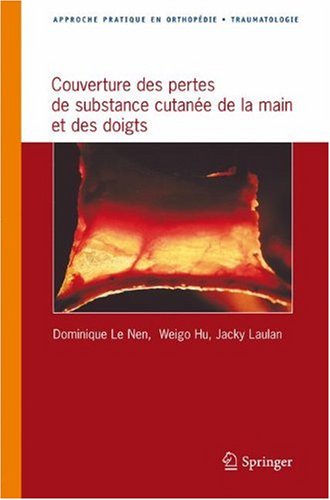 APPROCHE PRATIQUE EN ORTHOPÉDIE • TRAUMATOLOGIE
Couverture des pertes
de substance cutanée de la main
et des doigts
Dominique Le Nen, Weigo Hu, Jacky Laulan
Springer